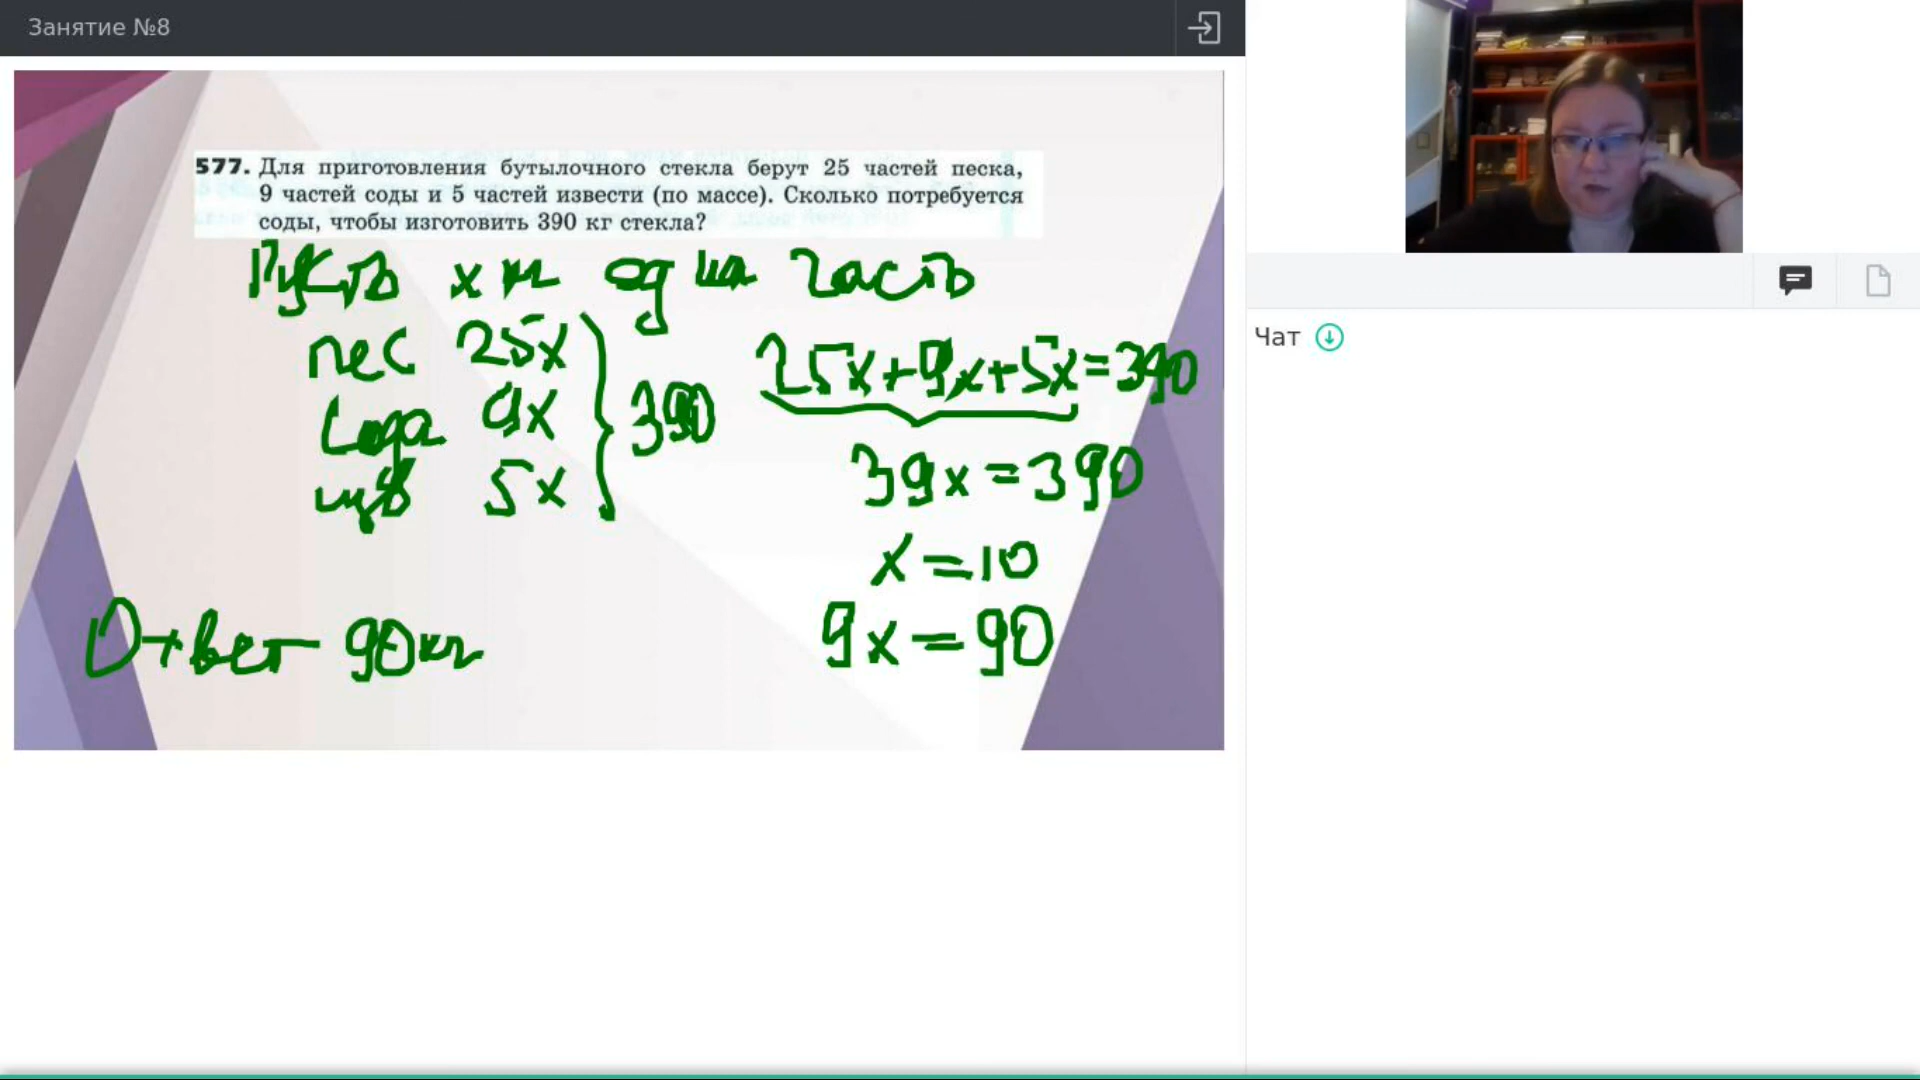 Занятие №8
577. Для приготовления бутылочного стекла берут 25 частей песка,
9 частей соды и 5 частей извести (по массе). Сколько потребуется
соды, чтобы изготовить 390 кг стекла?
Пусть x кг одна часть
пес 25x
сода 9x
изв 5x
390
25x+9x+5x=390
39x=390
x=10
9x=90
Ответ 90кг
Чат